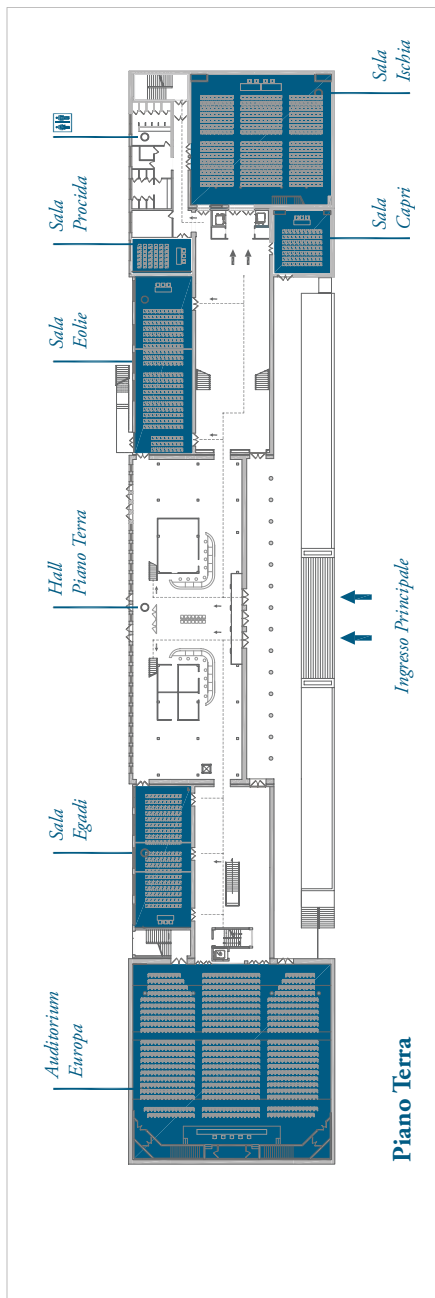 Auditorium
Europa
Sala
Egadi
Hall
Piano Terra
Sala
Eolie
Sala
Procida
Sala
Ischia
Sala
Capri
Ingresso Principale
Piano Terra